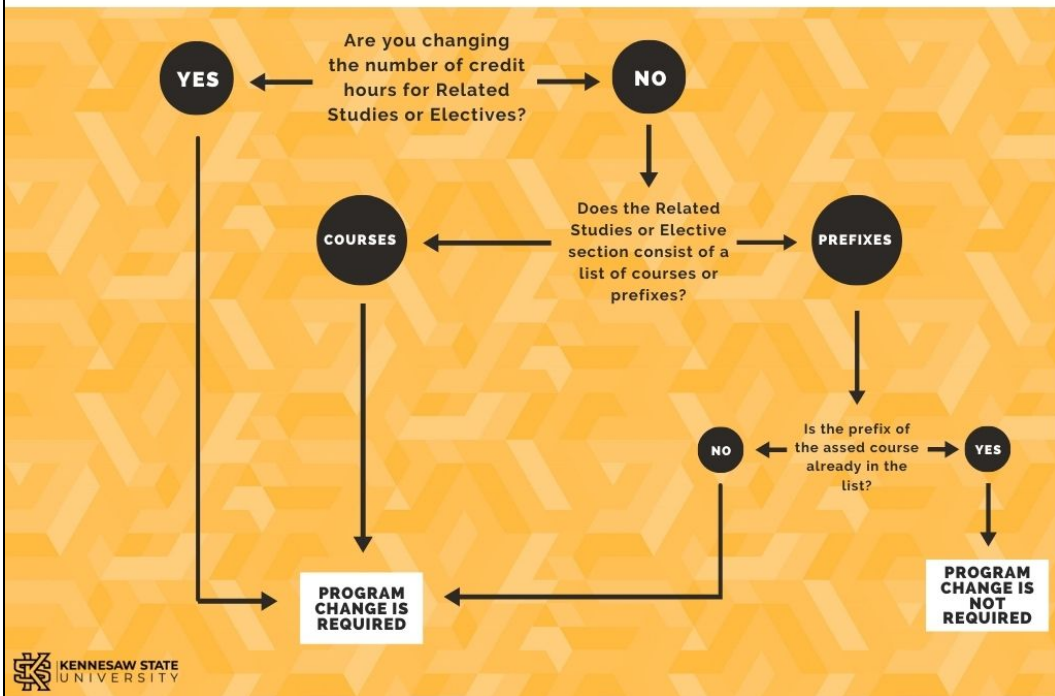 Are you changing
the number of credit
hours for Related
Studies or Electives?
YES
NO
Does the Related
Studies or Elective
section consist of a
list of courses or
prefixes?
COURSES
PREFIXES
Is the prefix of
the assed course
already in the
list?
NO
YES
PROGRAM
CHANGE IS
REQUIRED
PROGRAM
CHANGE IS
NOT
REQUIRED
KENNESAW STATE
UNIVERSITY